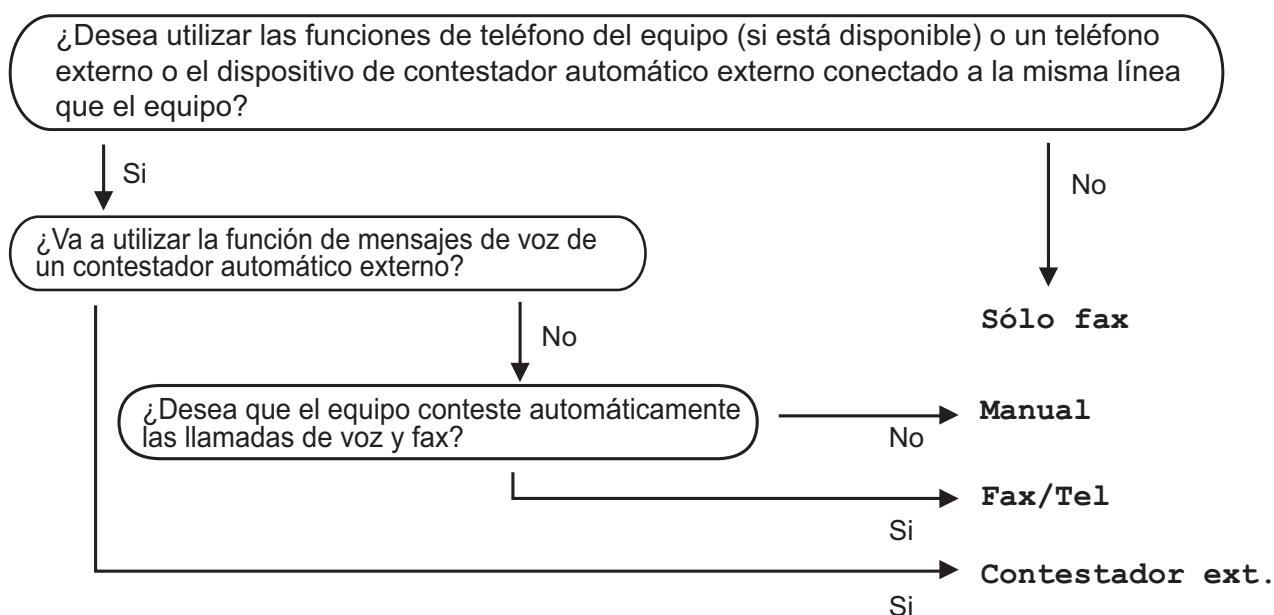 ¿Desea utilizar las funciones de teléfono del equipo (si está disponible) o un teléfono
externo o el dispositivo de contestador automático externo conectado a la misma línea
que el equipo?
Si
No
¿Va a utilizar la función de mensajes de voz de
un contestador automático externo?
Sólo fax
No
¿Desea que el equipo conteste automáticamente
las llamadas de voz y fax?
Manual
No
Fax/Tel
Si
Contestador ext.
Si